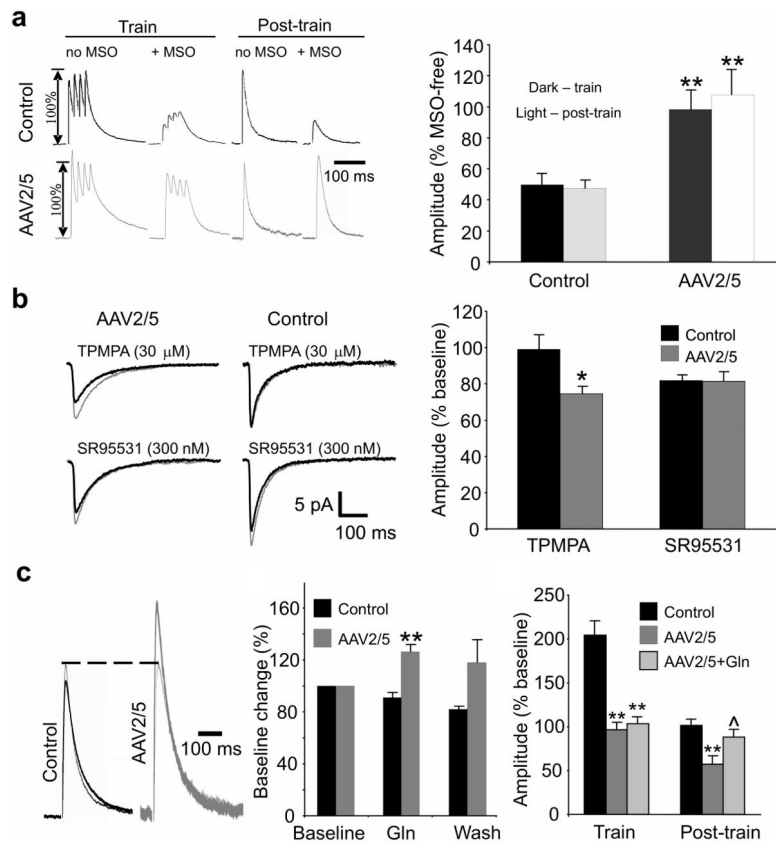 a
Train
Post-train
no MSO
+ MSO
no MSO
+ MSO
Control
100%
AAV2/5
100%
100 ms
Amplitude (% MSO-free)
140
120
100
80
60
40
20
0
Dark – train
Light – post-train
**
**
Control
AAV2/5
b
AAV2/5
Control
TPMPA (30 μM)
TPMPA (30 μM)
SR95531 (300 nM)
SR95531 (300 nM)
5 pA
100 ms
Amplitude (% baseline)
120
100
80
60
40
20
0
Control
AAV2/5
*
TPMPA
SR95531
c
Control
AAV2/5
100 ms
Baseline change (%)
160
120
80
40
0
Control
AAV2/5
**
Baseline
Gln
Wash
Amplitude (% baseline)
250
200
150
100
50
0
Control
AAV2/5
AAV2/5+Gln
**
**
**
^
Train
Post-train